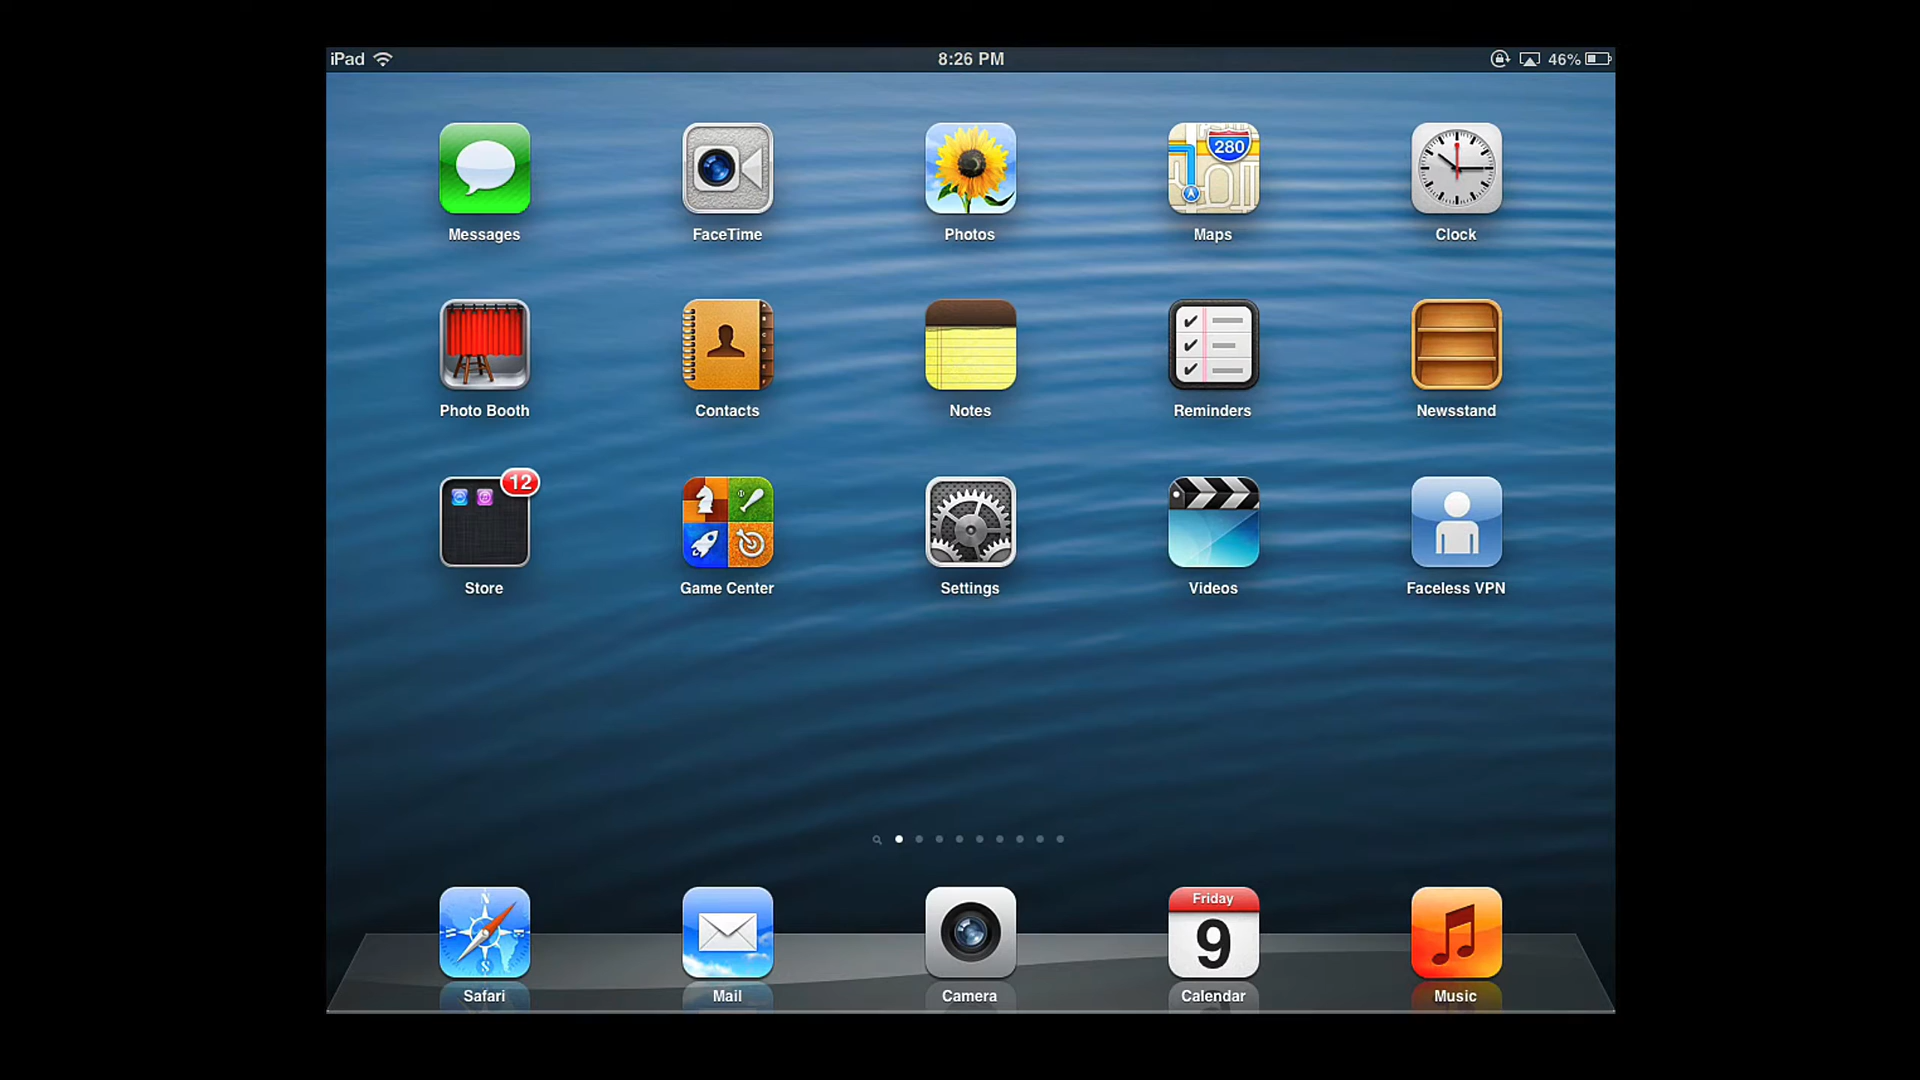 iPad 8:26 PM 46%
280
Messages FaceTime Photos Maps Clock
Photo Booth Contacts Notes Reminders Newsstand
12
Store Game Center Settings Videos Faceless VPN
N
W E
S
Friday
9
Safari Mail Camera Calendar Music